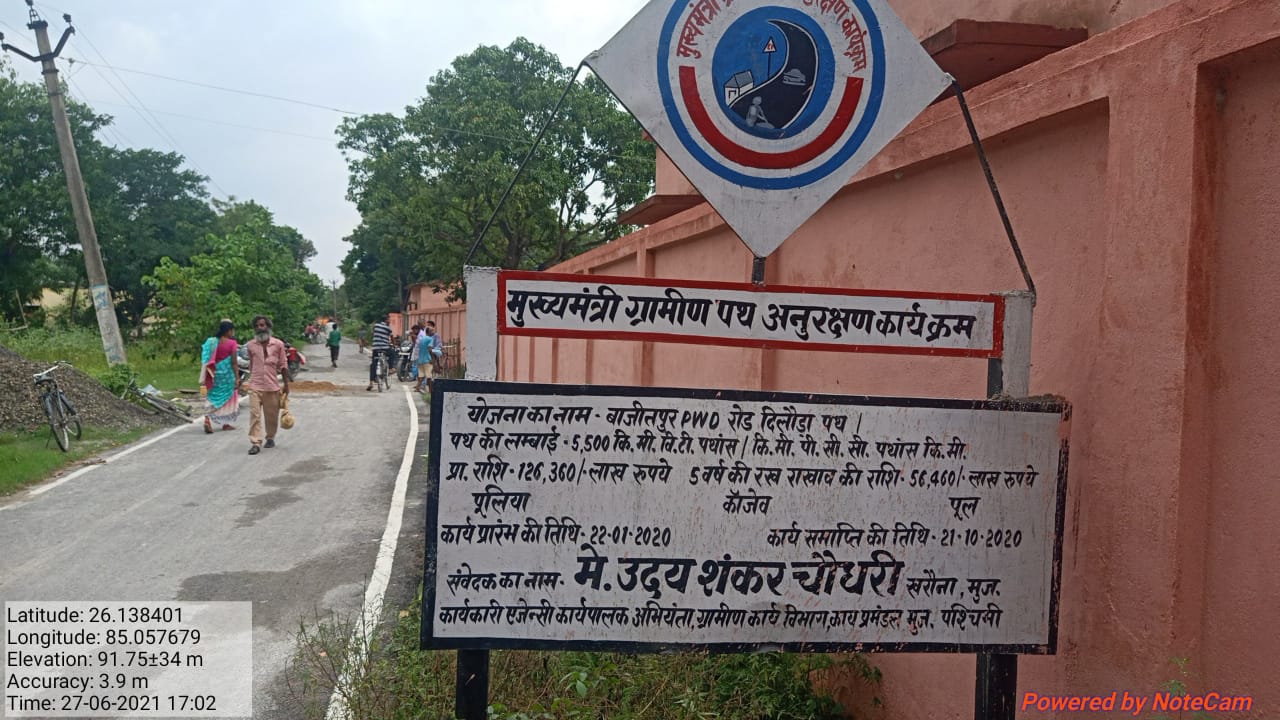 मुख्यमंत्री ग्रामीण पथ अनुरक्षण कार्यक्रम
योजना का नाम - बाजीतपुर PWD रोड दिलौड़ा पथ |
पथ की लम्बाई - 5,500 कि.मी. वि.टी. पथांस / कि.मी. पी. सी. सी. पथांस कि.मी.
प्रा. राशि - 126,360/- लाख रुपये 5 वर्ष की रख राखाव की राशि - 56,460/- लाख रुपये
पूलिया कॉजेव पूल
कार्य प्रारंभ की तिथि - 22-01-2020 कार्य समाप्ति की तिथि - 21-10-2020
संवेदक का नाम - मे. उदय शंकर चौधरी खरौना, मुज.
कार्यकारी एजेन्सी कार्यपालक अभियंता, ग्रामीण कार्य विभाग, काय प्रमंडल मुज. पश्चिमी
Latitude: 26.138401
Longitude: 85.057679
Elevation: 91.75±34 m
Accuracy: 3.9 m
Time: 27-06-2021 17:02
Powered by NoteCam